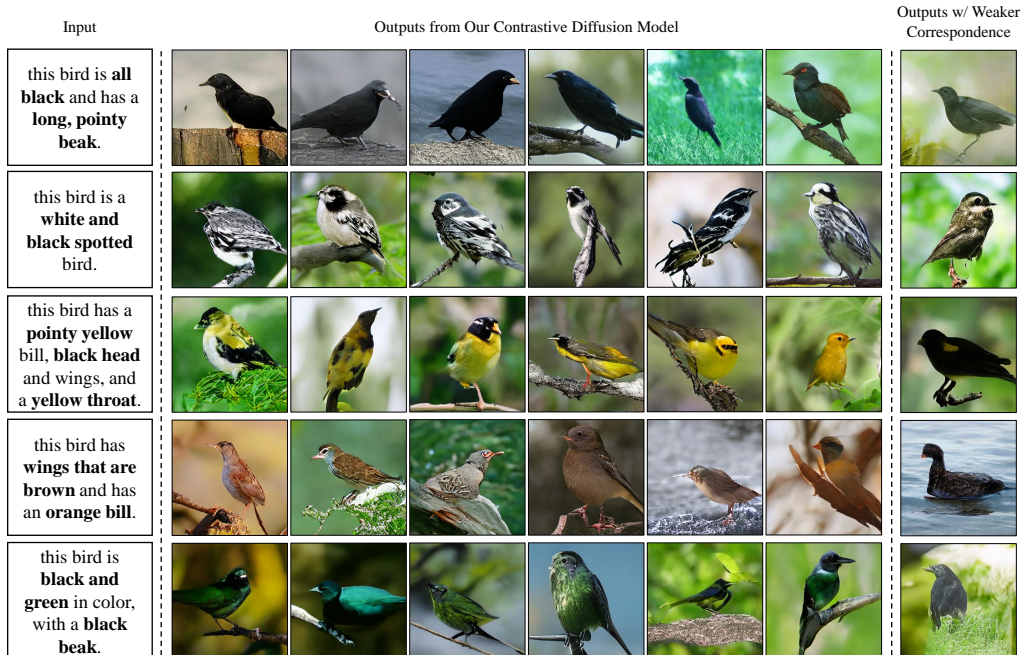 Input
Outputs from Our Contrastive Diffusion Model
Outputs w/ Weaker
Correspondence
this bird is all
black and has a
long, pointy
beak.
this bird is a
white and
black spotted
bird.
this bird has a
pointy yellow
bill, black head
and wings, and
a yellow throat.
this bird has
wings that are
brown and has
an orange bill.
this bird is
black and
green in color,
with a black
beak.